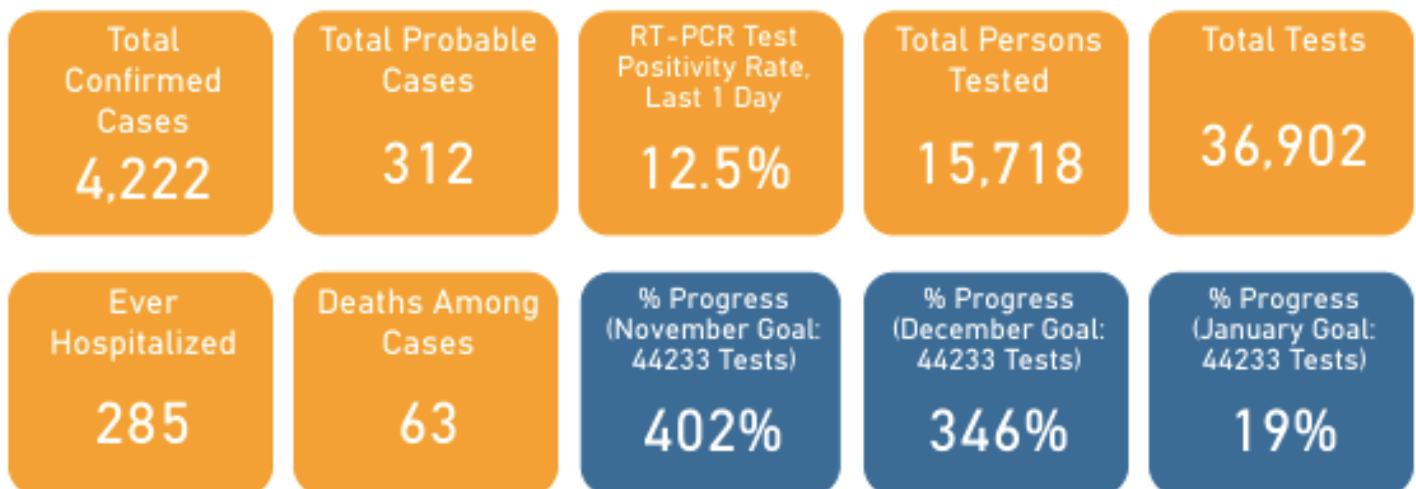 Total
Confirmed
Cases
4,222
Total Probable
Cases
312
RT-PCR Test
Positivity Rate,
Last 1 Day
12.5%
Total Persons
Tested
15,718
Total Tests
36,902
Ever
Hospitalized
285
Deaths Among
Cases
63
% Progress
(November Goal:
44233 Tests)
402%
% Progress
(December Goal:
44233 Tests)
346%
% Progress
(January Goal:
44233 Tests)
19%